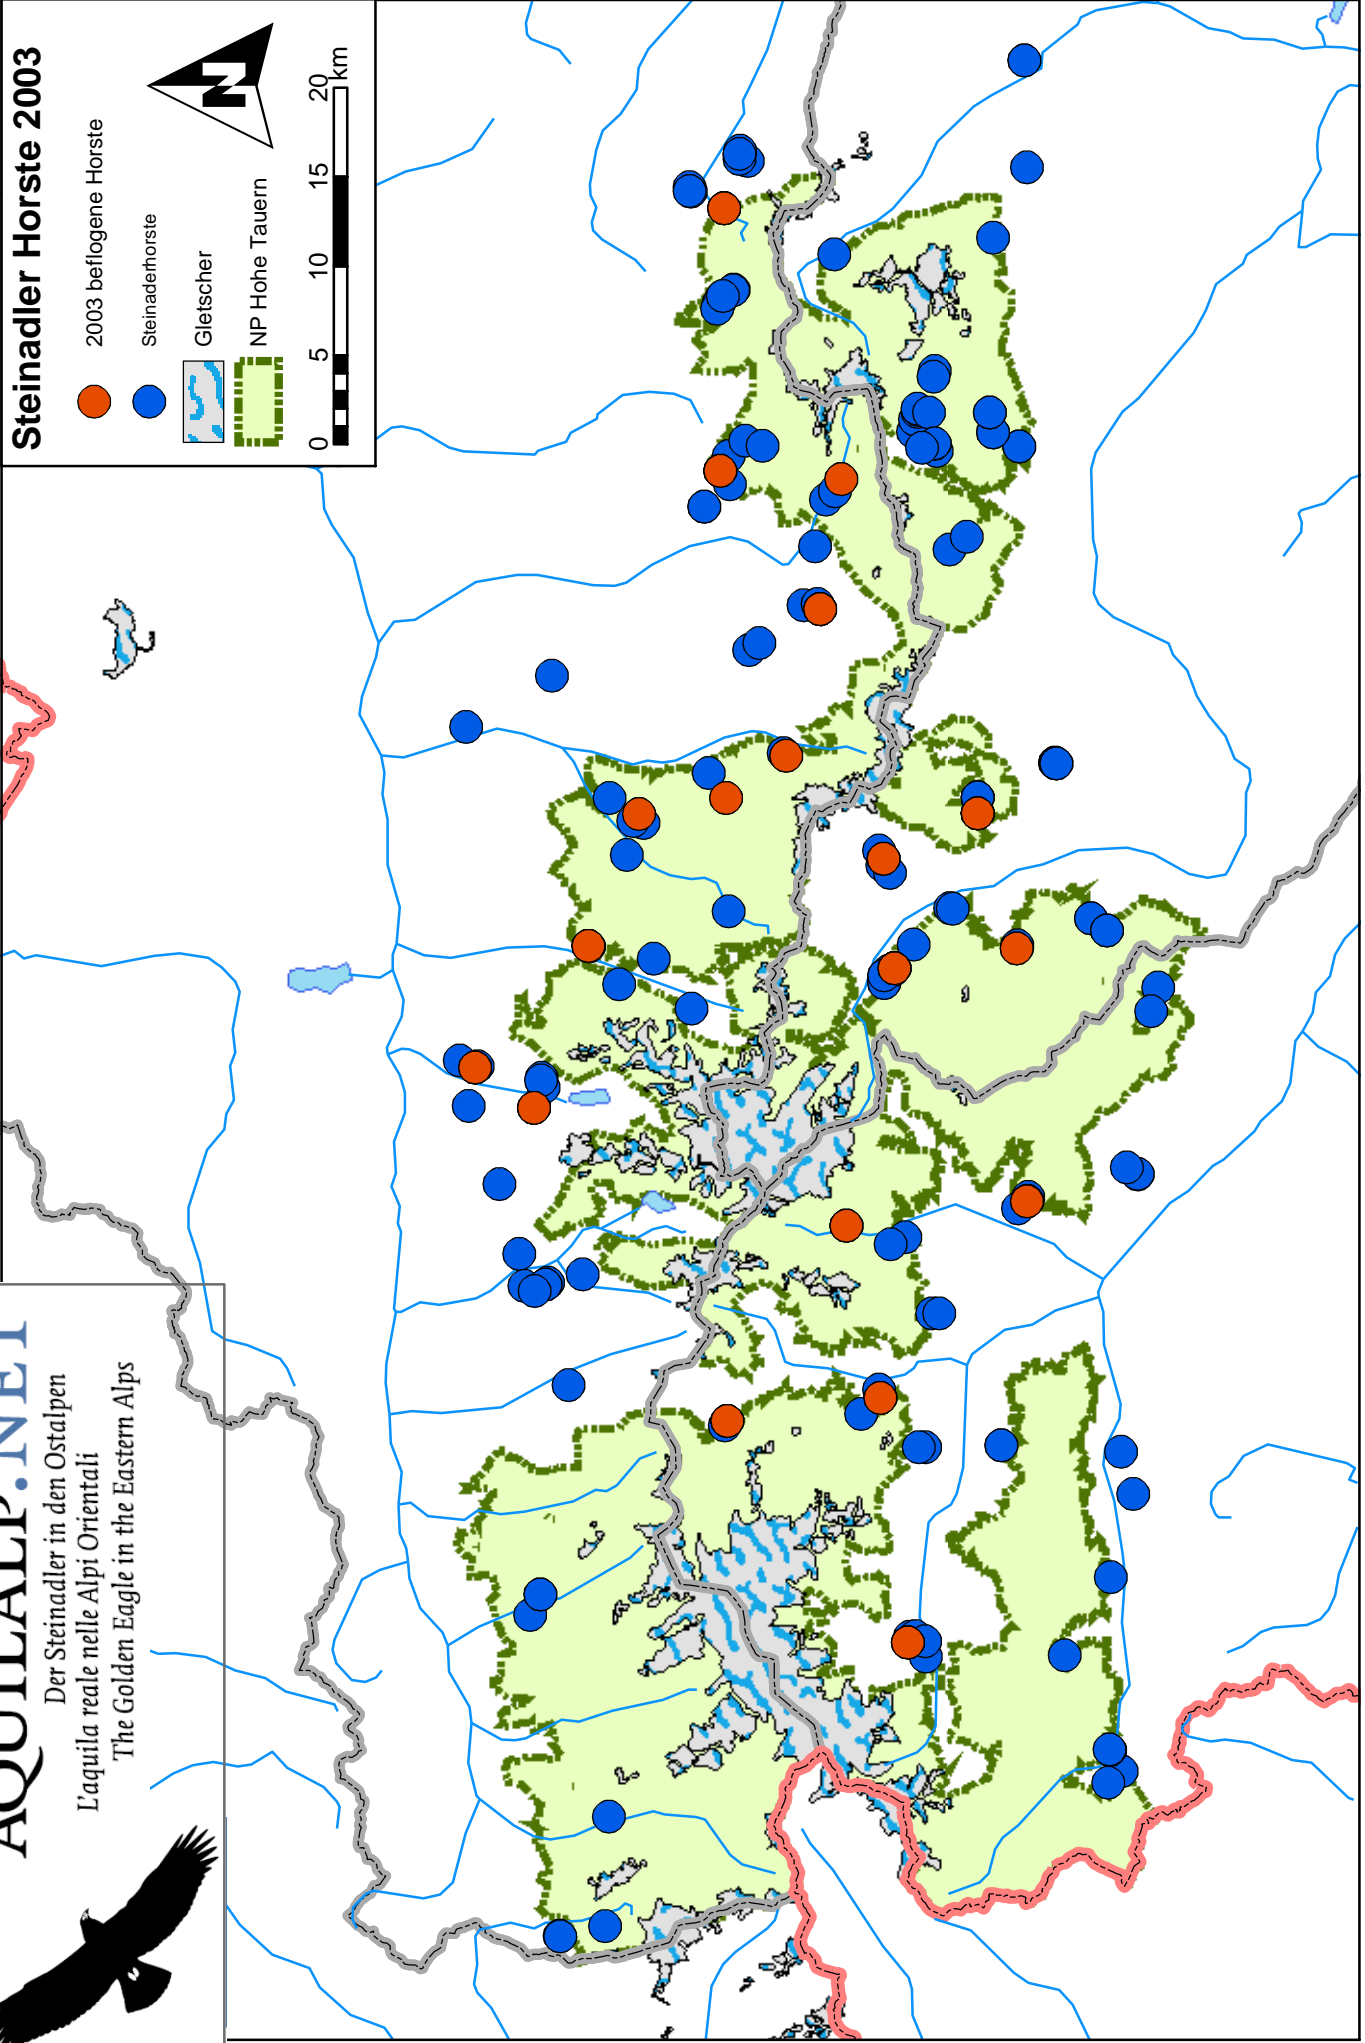 Steinadler Horste 2003
2003 beflogene Horste
Steinaderhorste
Gletscher
NP Hohe Tauern
N
0 5 10 15 20
km
AQUILALP.NET
Der Steinadler in den Ostalpen
L'aquila reale nelle Alpi Orientali
The Golden Eagle in the Eastern Alps